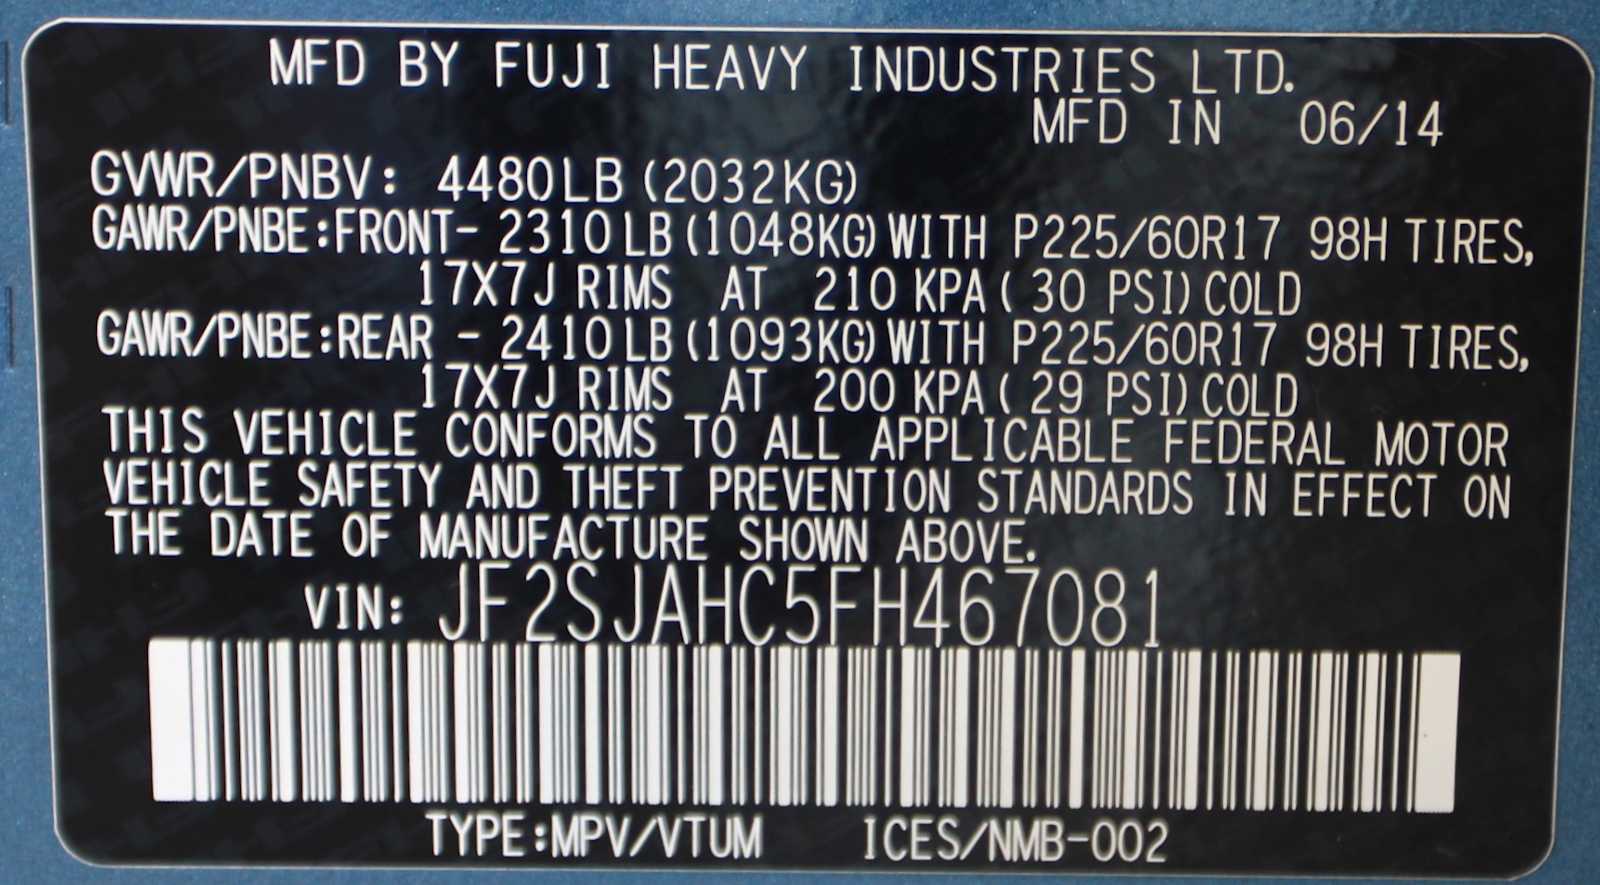 MFD BY FUJI HEAVY INDUSTRIES LTD.
MFD IN 06/14
GVWR/PNBV: 4480LB (2032KG)
GAWR/PNBE:FRONT- 2310LB (1048KG) WITH P225/60R17 98H TIRES,
17X7J RIMS AT 210 KPA ( 30 PSI) COLD
GAWR/PNBE:REAR - 2410LB (1093KG) WITH P225/60R17 98H TIRES,
17X7J RIMS AT 200 KPA ( 29 PSI) COLD
THIS VEHICLE CONFORMS TO ALL APPLICABLE FEDERAL MOTOR
VEHICLE SAFETY AND THEFT PREVENTION STANDARDS IN EFFECT ON
THE DATE OF MANUFACTURE SHOWN ABOVE.
VIN: JF2SJAHC5FH467081
TYPE:MPV/VTUM ICES/NMB-002